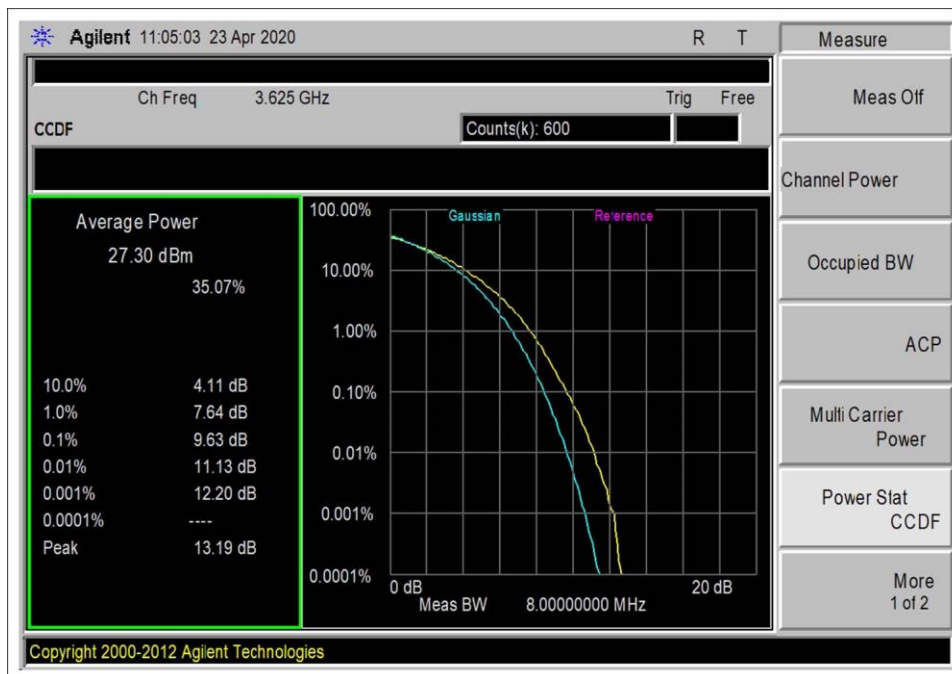 Agilent 11:05:03 23 Apr 2020 R T
Ch Freq 3.625 GHz Trig Free
CCDF Counts(k): 600
Average Power
27.30 dBm
35.07%
10.0% 4.11 dB
1.0% 7.64 dB
0.1% 9.63 dB
0.01% 11.13 dB
0.001% 12.20 dB
0.0001% ----
Peak 13.19 dB
Gaussian Reference
100.00%
10.00%
1.00%
0.10%
0.01%
0.001%
0.0001%
0 dB 20 dB
Meas BW 8.00000000 MHz
Measure
Meas Off
Channel Power
Occupied BW
ACP
Multi Carrier
Power
Power Stat
CCDF
More
1 of 2
Copyright 2000-2012 Agilent Technologies